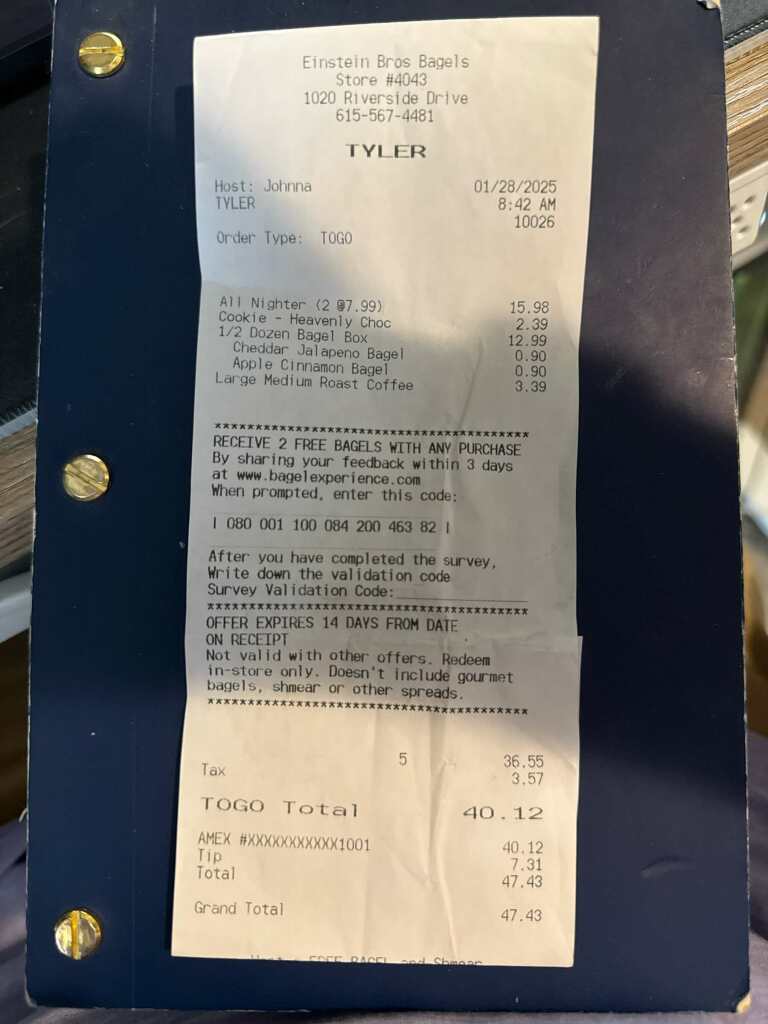 Einstein Bros Bagels
Store #4043
1020 Riverside Drive
615-567-4481
TYLER
Host: Johnna 01/28/2025
TYLER 8:42 AM
10026
Order Type: TOGO
All Nighter (2 @7.99) 15.98
Cookie - Heavenly Choc 2.39
1/2 Dozen Bagel Box 12.99
Cheddar Jalapeno Bagel 0.90
Apple Cinnamon Bagel 0.90
Large Medium Roast Coffee 3.39
***************************************
RECEIVE 2 FREE BAGELS WITH ANY PURCHASE
By sharing your feedback within 3 days
at www.bagelexperience.com
When prompted, enter this code:
| 080 001 100 084 200 463 82 |
After you have completed the survey,
Write down the validation code
Survey Validation Code:________________
***************************************
OFFER EXPIRES 14 DAYS FROM DATE
ON RECEIPT
Not valid with other offers. Redeem
in-store only. Doesn't include gourmet
bagels, shmear or other spreads.
***************************************
5 36.55
Tax 3.57
TOGO Total 40.12
AMEX #XXXXXXXXXXX1001 40.12
Tip 7.31
Total 47.43
Grand Total 47.43
FREE BAGEL and Shmear